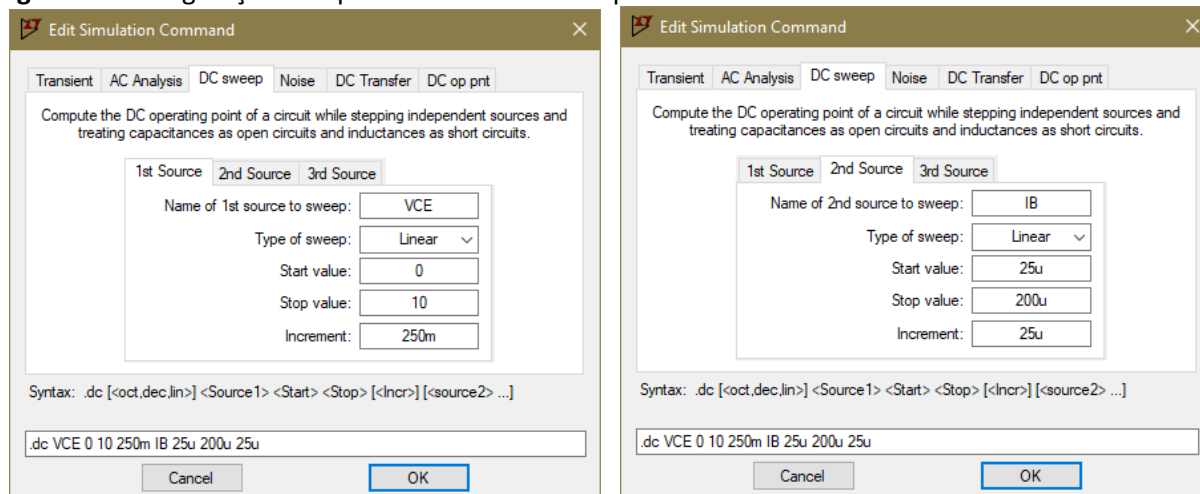 Edit Simulation Command
Transient AC Analysis DC sweep Noise DC Transfer DC op pnt
Compute the DC operating point of a circuit while stepping independent sources and
treating capacitances as open circuits and inductances as short circuits.
1st Source 2nd Source 3rd Source
Name of 1st source to sweep: VCE
Type of sweep: Linear
Start value: 0
Stop value: 10
Increment: 250m
Syntax: .dc [<oct,dec,lin>] <Source1> <Start> <Stop> [<Incr>] [<source2> ...]
.dc VCE 0 10 250m IB 25u 200u 25u
Cancel OK
Edit Simulation Command
Transient AC Analysis DC sweep Noise DC Transfer DC op pnt
Compute the DC operating point of a circuit while stepping independent sources and
treating capacitances as open circuits and inductances as short circuits.
1st Source 2nd Source 3rd Source
Name of 2nd source to sweep: IB
Type of sweep: Linear
Start value: 25u
Stop value: 200u
Increment: 25u
Syntax: .dc [<oct,dec,lin>] <Source1> <Start> <Stop> [<Incr>] [<source2> ...]
.dc VCE 0 10 250m IB 25u 200u 25u
Cancel OK